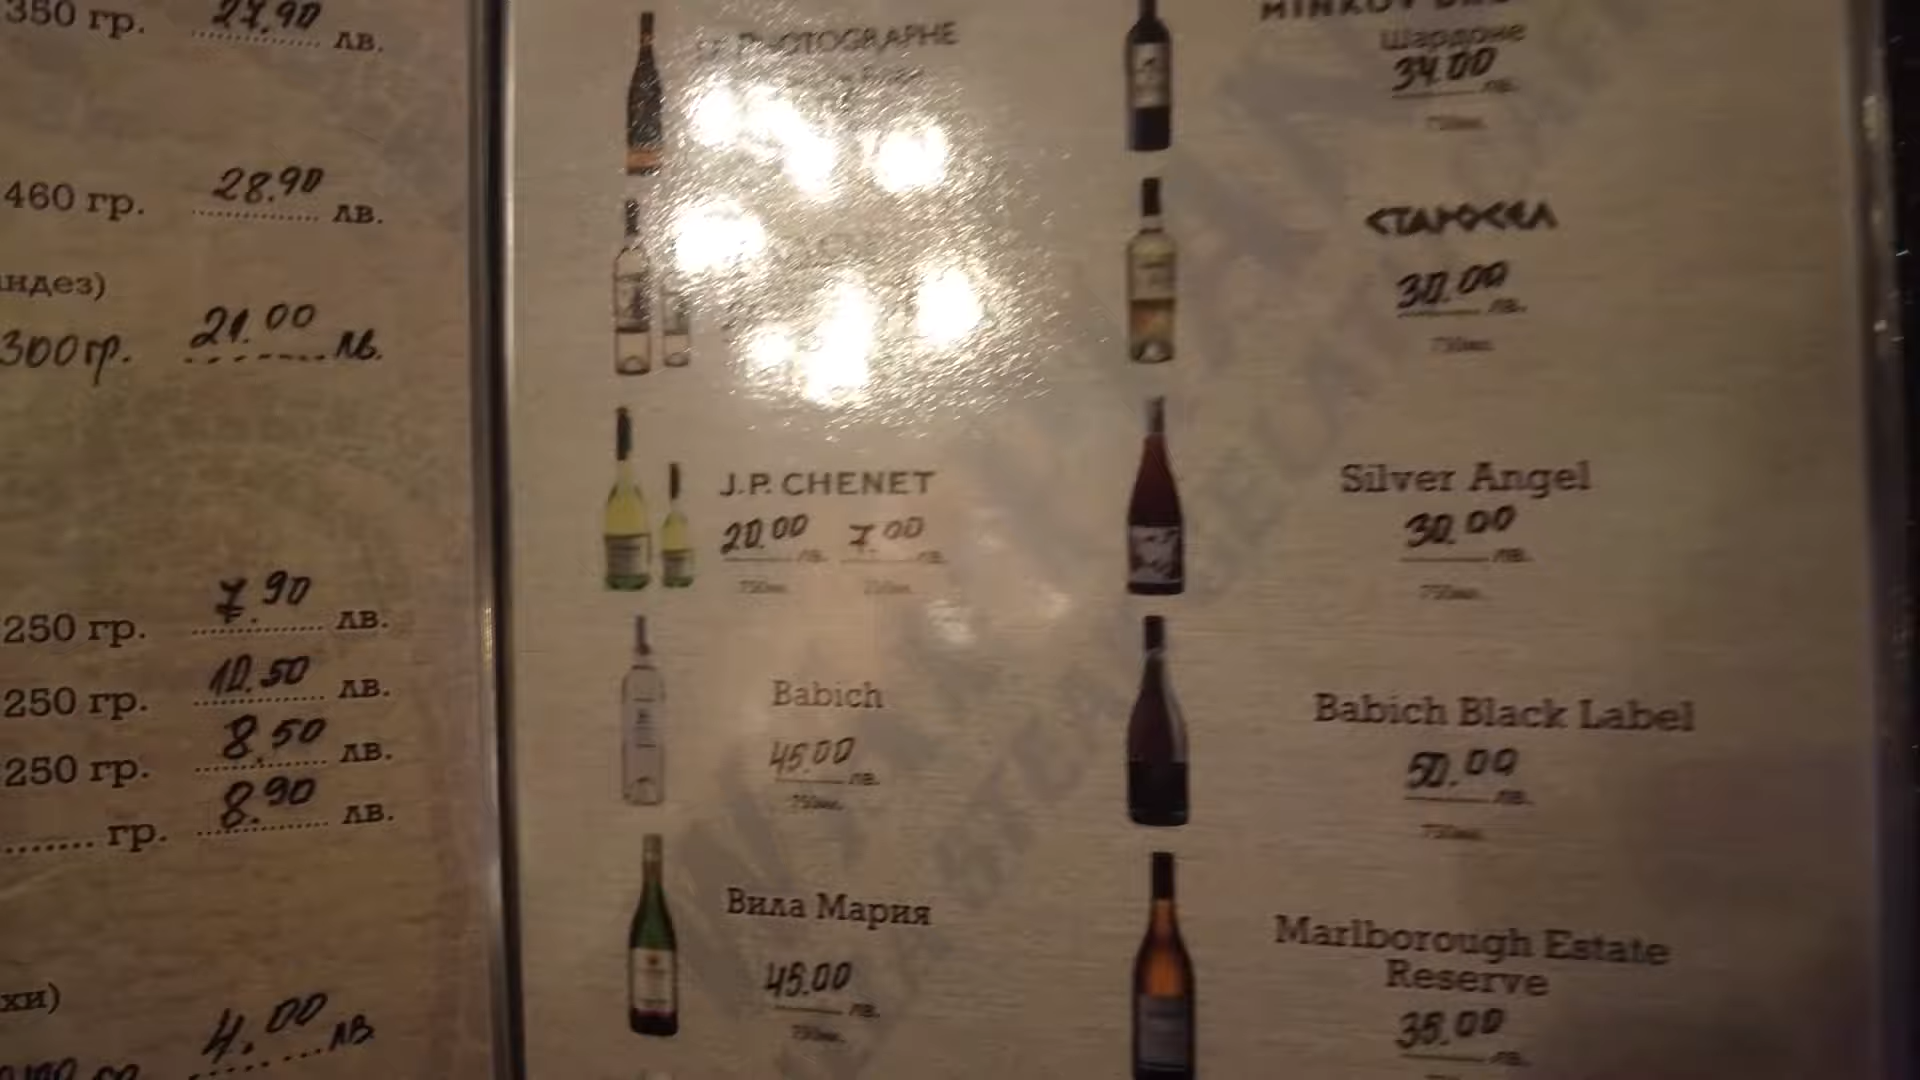 350 гр. 27.90 лв.
460 гр. 28.90 лв.
ндез)
300 гр. 21.00 лв.
250 гр. 7.90 лв.
250 гр. 10.50 лв.
250 гр. 8.50 лв.
....... гр. 8.90 лв.
хи)
4.00 лв
PHOTOGRAPHE
J.P. CHENET
20.00 лв. 7.00 лв.
750мл.
Babich
45.00 лв.
750мл.
Вила Мария
45.00 лв.
750мл.
Шардоне
34.00 лв.
750мл.
СТАРОСЕЛ
30.00 лв.
750мл.
Silver Angel
30.00 лв.
750мл.
Babich Black Label
50.00 лв.
750мл.
Marlborough Estate
Reserve
35.00 лв.